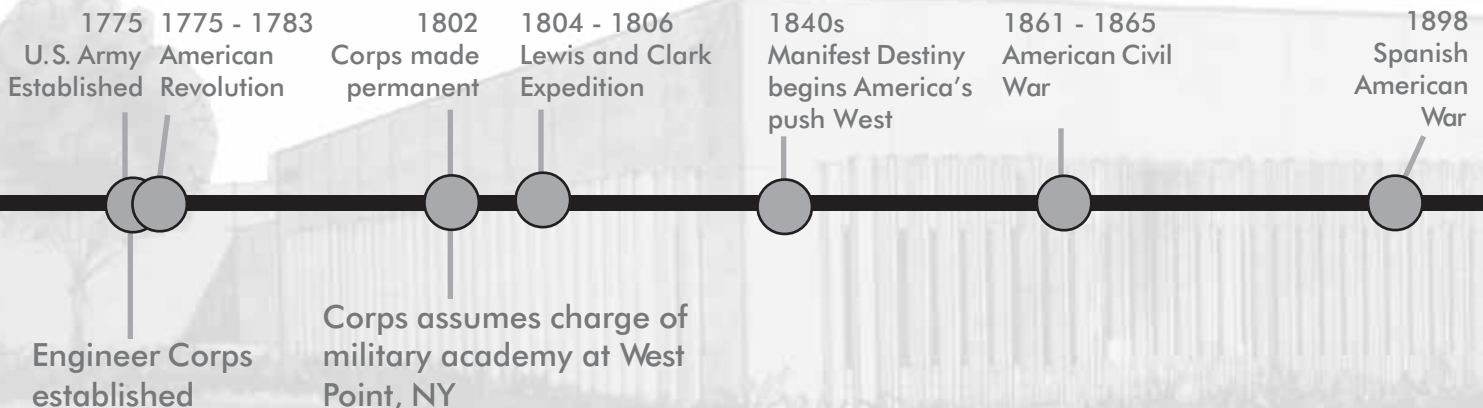 1775
U.S. Army
Established
1775 - 1783
American
Revolution
1802
Corps made
permanent
1804 - 1806
Lewis and Clark
Expedition
1840s
Manifest Destiny
begins America's
push West
1861 - 1865
American Civil
War
1898
Spanish
American
War
Engineer Corps
established
Corps assumes charge of
military academy at West
Point, NY